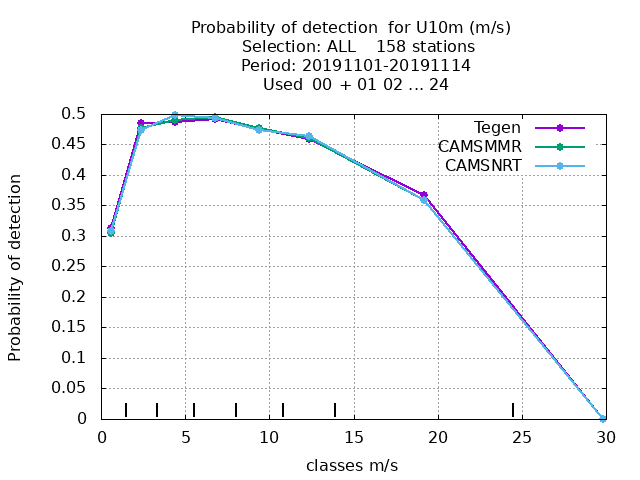 Probability of detection  for U10m (m/s)
Selection: ALL    158 stations
Period: 20191101-20191114
Used  00  + 01 02 ... 24
Tegen
CAMSMMR
CAMSNRT
0.5
0.45
0.4
0.35
0.3
0.25
0.2
0.15
0.1
0.05
0
Probability of detection
0 5 10 15 20 25 30
classes m/s